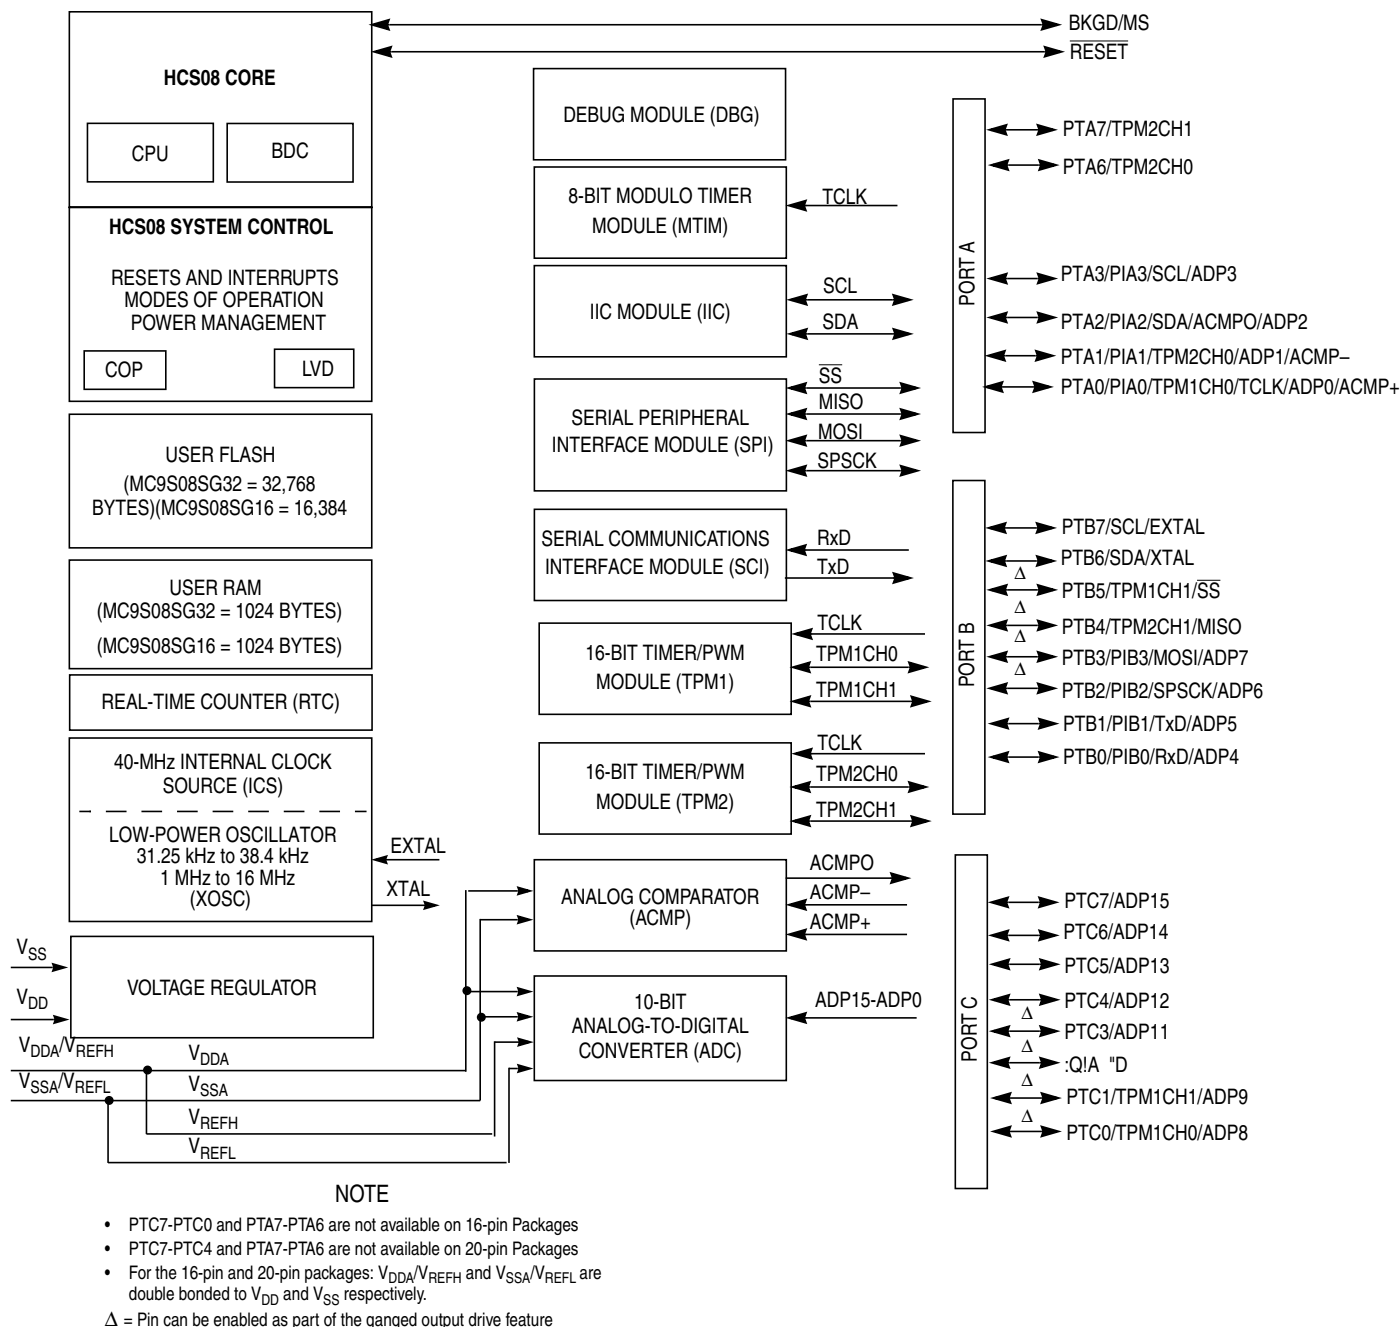 BKGD/MS
RESET
HCS08 CORE
CPU
BDC
HCS08 SYSTEM CONTROL
RESETS AND INTERRUPTS
MODES OF OPERATION
POWER MANAGEMENT
COP
LVD
USER FLASH
(MC9S08SG32 = 32,768
BYTES)(MC9S08SG16 = 16,384
USER RAM
(MC9S08SG32 = 1024 BYTES)
(MC9S08SG16 = 1024 BYTES)
REAL-TIME COUNTER (RTC)
40-MHz INTERNAL CLOCK
SOURCE (ICS)
LOW-POWER OSCILLATOR
31.25 kHz to 38.4 kHz
1 MHz to 16 MHz
(XOSC)
EXTAL
XTAL
VSS
VDD
VOLTAGE REGULATOR
VDDA/VREFH
VSSA/VREFL
VDDA
VSSA
VREFH
VREFL
DEBUG MODULE (DBG)
8-BIT MODULO TIMER
MODULE (MTIM)
TCLK
IIC MODULE (IIC)
SCL
SDA
SERIAL PERIPHERAL
INTERFACE MODULE (SPI)
SS
MISO
MOSI
SPSCK
SERIAL COMMUNICATIONS
INTERFACE MODULE (SCI)
RxD
TxD
16-BIT TIMER/PWM
MODULE (TPM1)
TCLK
TPM1CH0
TPM1CH1
16-BIT TIMER/PWM
MODULE (TPM2)
TCLK
TPM2CH0
TPM2CH1
ANALOG COMPARATOR
(ACMP)
ACMPO
ACMP–
ACMP+
10-BIT
ANALOG-TO-DIGITAL
CONVERTER (ADC)
ADP15-ADP0
PORT A
PTA7/TPM2CH1
PTA6/TPM2CH0
PTA3/PIA3/SCL/ADP3
PTA2/PIA2/SDA/ACMPO/ADP2
PTA1/PIA1/TPM2CH0/ADP1/ACMP–
PTA0/PIA0/TPM1CH0/TCLK/ADP0/ACMP+
PORT B
PTB7/SCL/EXTAL
PTB6/SDA/XTAL
Δ
PTB5/TPM1CH1/SS
Δ
PTB4/TPM2CH1/MISO
Δ
PTB3/PIB3/MOSI/ADP7
Δ
PTB2/PIB2/SPSCK/ADP6
PTB1/PIB1/TxD/ADP5
PTB0/PIB0/RxD/ADP4
PORT C
PTC7/ADP15
PTC6/ADP14
PTC5/ADP13
PTC4/ADP12
Δ
PTC3/ADP11
Δ
:Q!A "D
Δ
PTC1/TPM1CH1/ADP9
Δ
PTC0/TPM1CH0/ADP8
NOTE
• PTC7-PTC0 and PTA7-PTA6 are not available on 16-pin Packages
• PTC7-PTC4 and PTA7-PTA6 are not available on 20-pin Packages
• For the 16-pin and 20-pin packages: VDDA/VREFH and VSSA/VREFL are
double bonded to VDD and VSS respectively.
Δ = Pin can be enabled as part of the ganged output drive feature